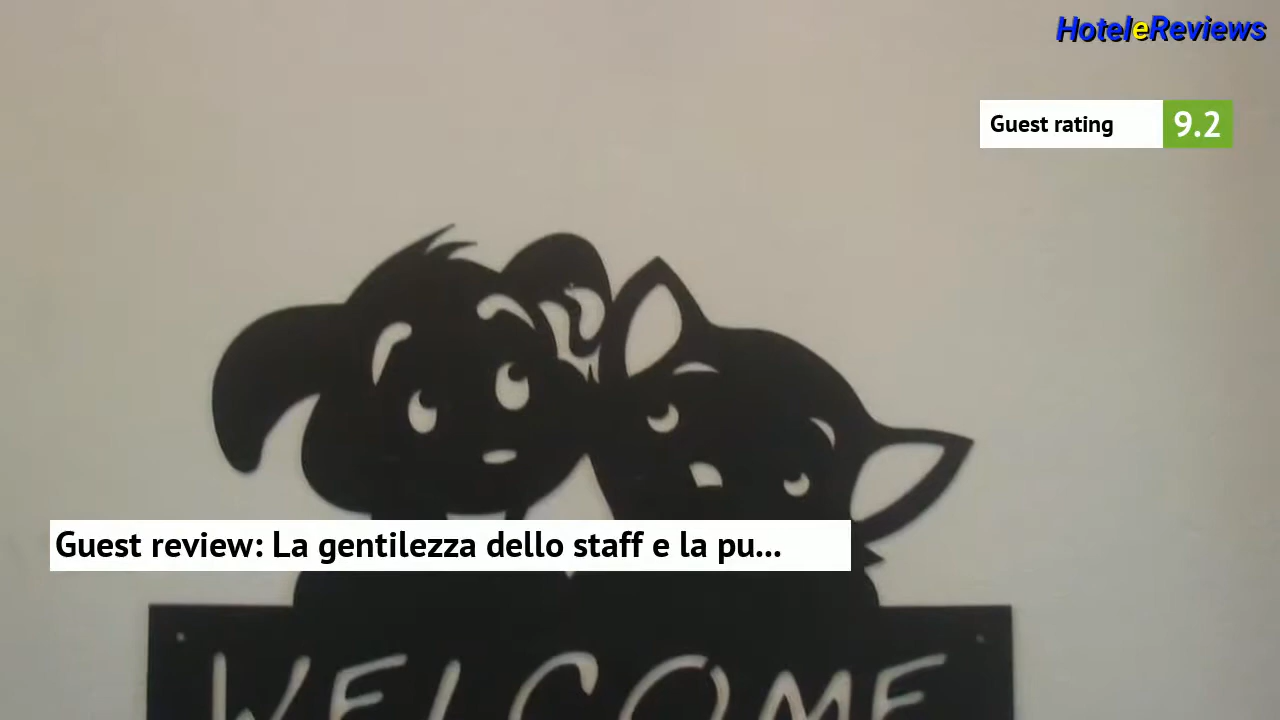 HoteleReviews
Guest rating 9.2
Guest review: La gentilezza dello staff e la pu...
WELCOME